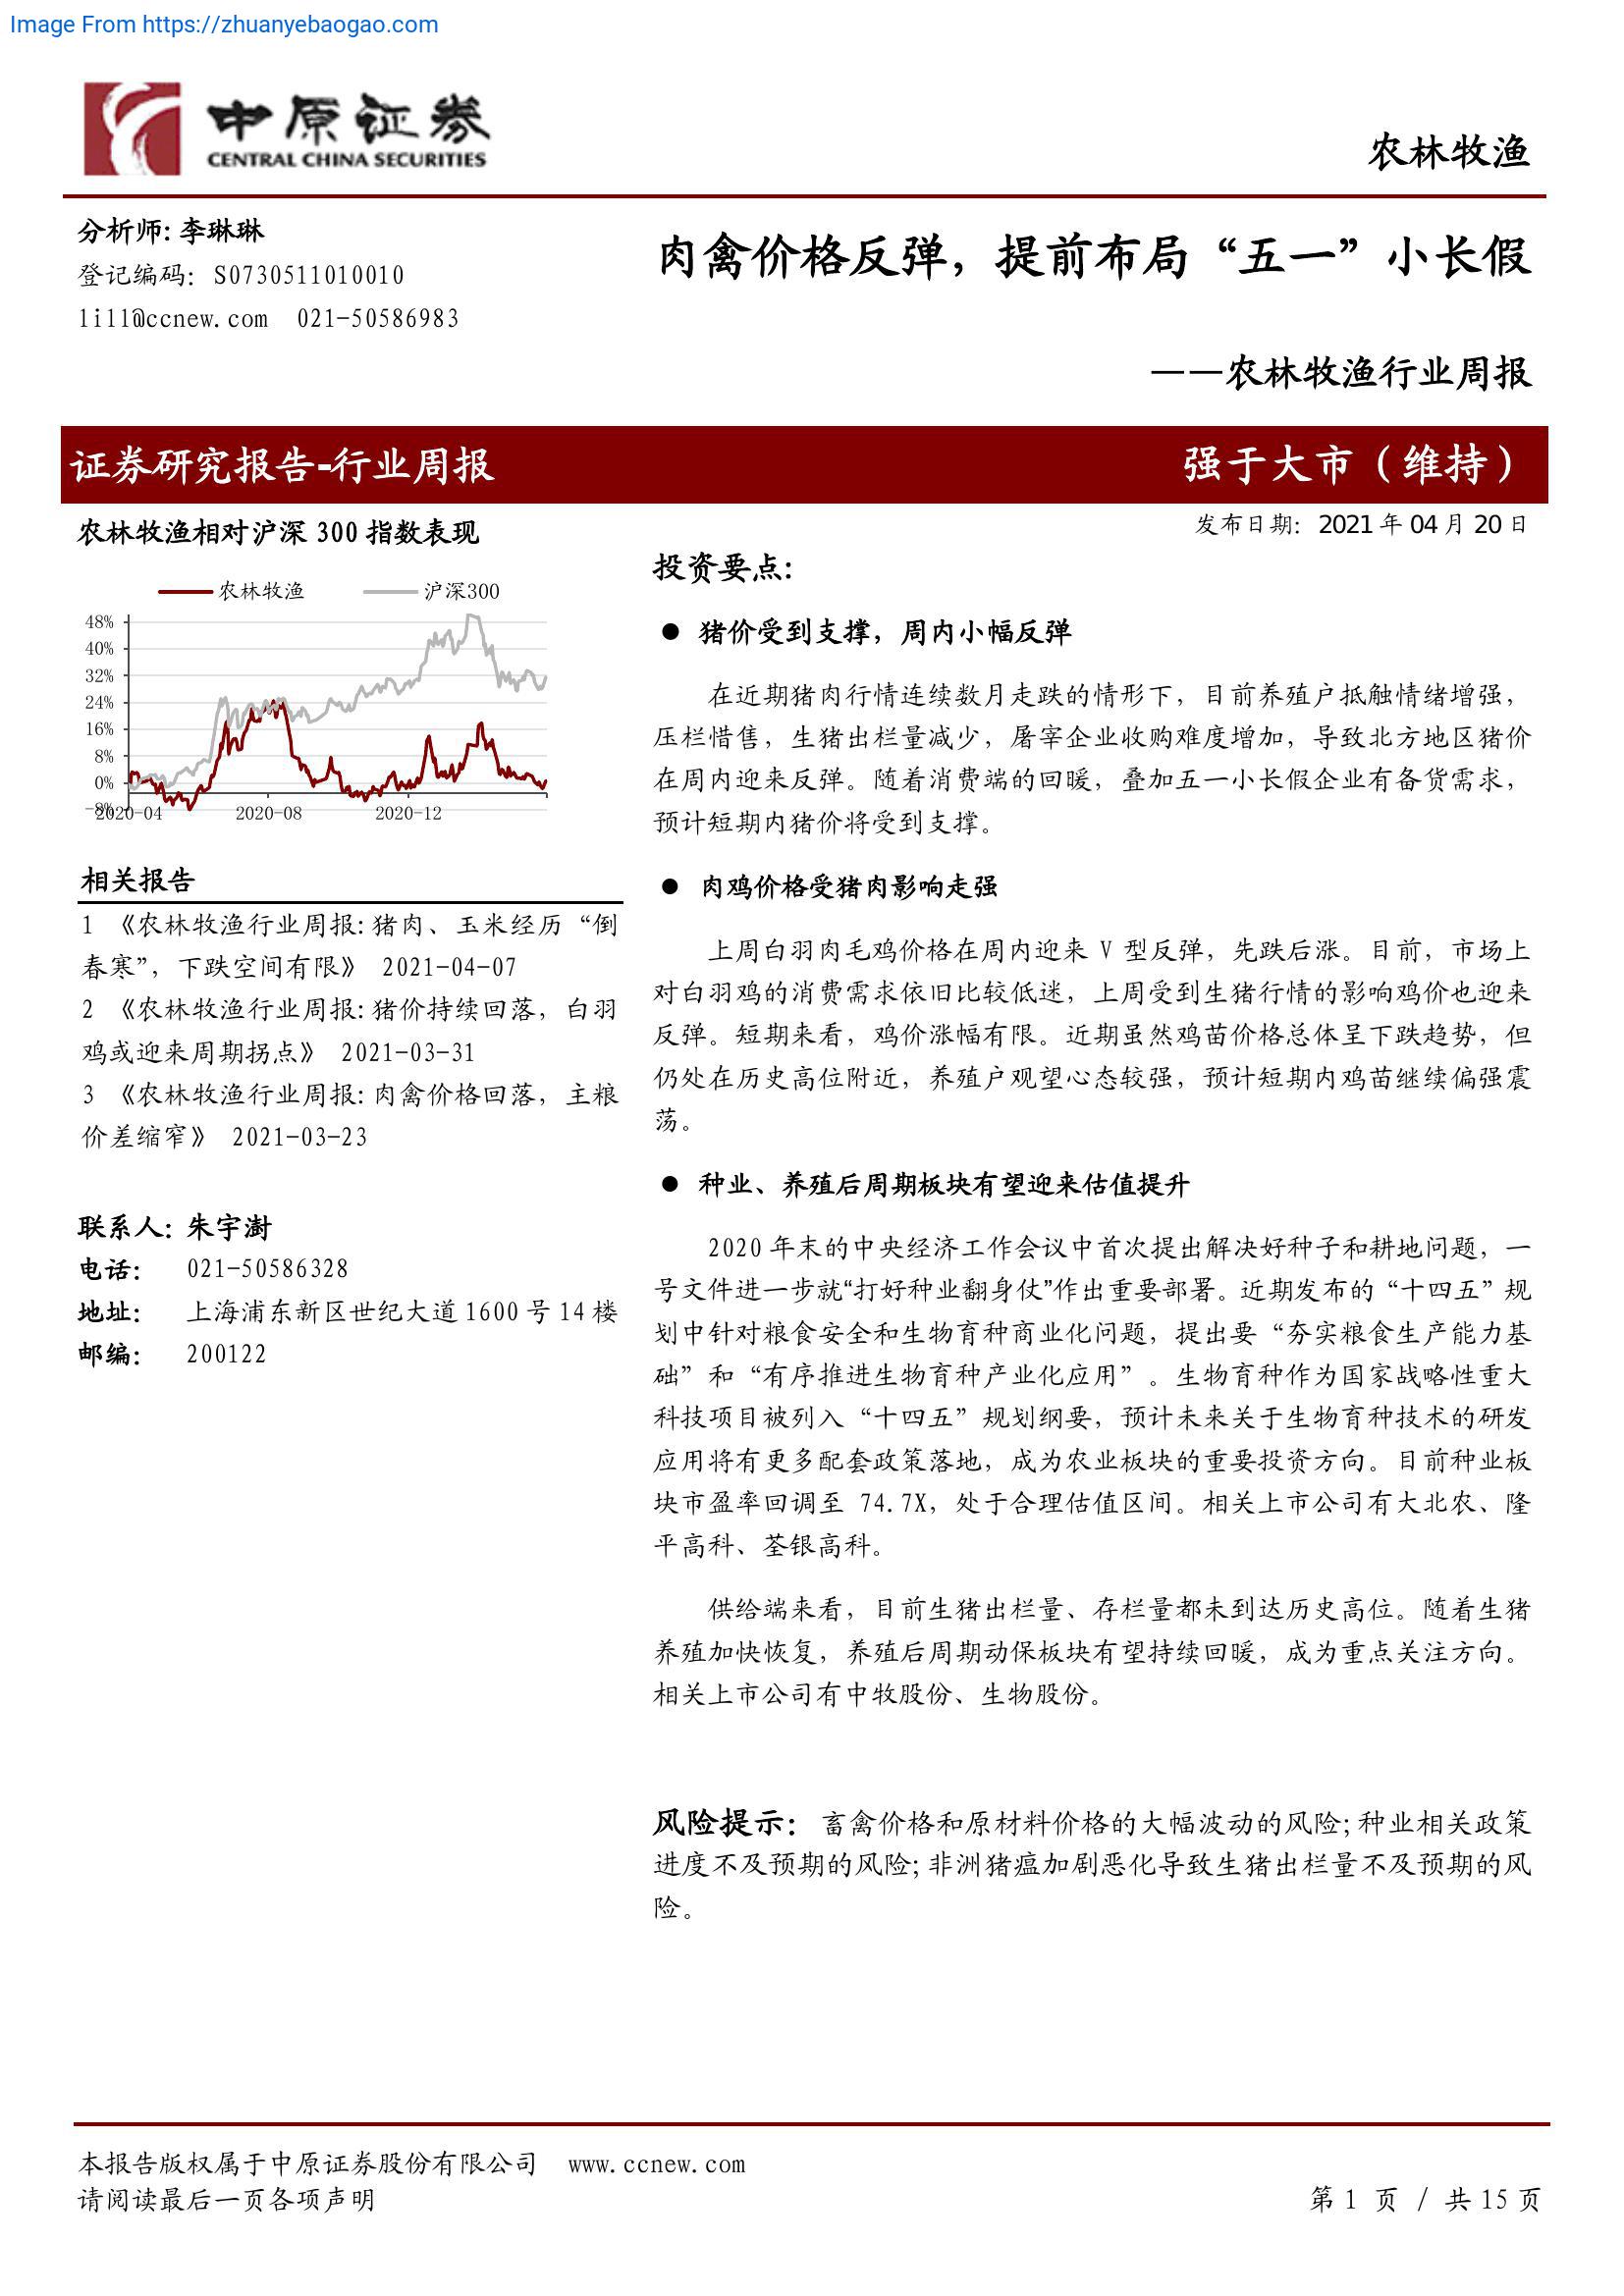 Image From https://zhuanyebaogao.com
中原证券
CENTRAL CHINA SECURITIES
农林牧渔
分析师:李琳琳
登记编码：S0730511010010
lill@ccnew.com 021-50586983
肉禽价格反弹，提前布局“五一”小长假
——农林牧渔行业周报
证券研究报告-行业周报
强于大市（维持）
农林牧渔相对沪深 300 指数表现
农林牧渔 沪深300
48%
40%
32%
24%
16%
8%
0%
-8%
2020-04 2020-08 2020-12
相关报告
1 《农林牧渔行业周报:猪肉、玉米经历“倒
春寒”，下跌空间有限》 2021-04-07
2 《农林牧渔行业周报:猪价持续回落，白羽
鸡或迎来周期拐点》 2021-03-31
3 《农林牧渔行业周报:肉禽价格回落，主粮
价差缩窄》 2021-03-23
联系人：朱宇澍
电话： 021-50586328
地址： 上海浦东新区世纪大道 1600 号 14 楼
邮编： 200122
发布日期：2021 年 04 月 20 日
投资要点:
● 猪价受到支撑，周内小幅反弹
在近期猪肉行情连续数月走跌的情形下，目前养殖户抵触情绪增强，
压栏惜售，生猪出栏量减少，屠宰企业收购难度增加，导致北方地区猪价
在周内迎来反弹。随着消费端的回暖，叠加五一小长假企业有备货需求，
预计短期内猪价将受到支撑。
● 肉鸡价格受猪肉影响走强
上周白羽肉毛鸡价格在周内迎来 V 型反弹，先跌后涨。目前，市场上
对白羽鸡的消费需求依旧比较低迷，上周受到生猪行情的影响鸡价也迎来
反弹。短期来看，鸡价涨幅有限。近期虽然鸡苗价格总体呈下跌趋势，但
仍处在历史高位附近，养殖户观望心态较强，预计短期内鸡苗继续偏强震
荡。
● 种业、养殖后周期板块有望迎来估值提升
2020 年末的中央经济工作会议中首次提出解决好种子和耕地问题，一
号文件进一步就“打好种业翻身仗”作出重要部署。近期发布的“十四五”规
划中针对粮食安全和生物育种商业化问题，提出要“夯实粮食生产能力基
础”和“有序推进生物育种产业化应用”。生物育种作为国家战略性重大
科技项目被列入“十四五”规划纲要，预计未来关于生物育种技术的研发
应用将有更多配套政策落地，成为农业板块的重要投资方向。目前种业板
块市盈率回调至 74.7X，处于合理估值区间。相关上市公司有大北农、隆
平高科、荃银高科。
供给端来看，目前生猪出栏量、存栏量都未到达历史高位。随着生猪
养殖加快恢复，养殖后周期动保板块有望持续回暖，成为重点关注方向。
相关上市公司有中牧股份、生物股份。
风险提示：畜禽价格和原材料价格的大幅波动的风险;种业相关政策
进度不及预期的风险;非洲猪瘟加剧恶化导致生猪出栏量不及预期的风
险。
本报告版权属于中原证券股份有限公司 www.ccnew.com
请阅读最后一页各项声明
第 1 页 / 共 15 页